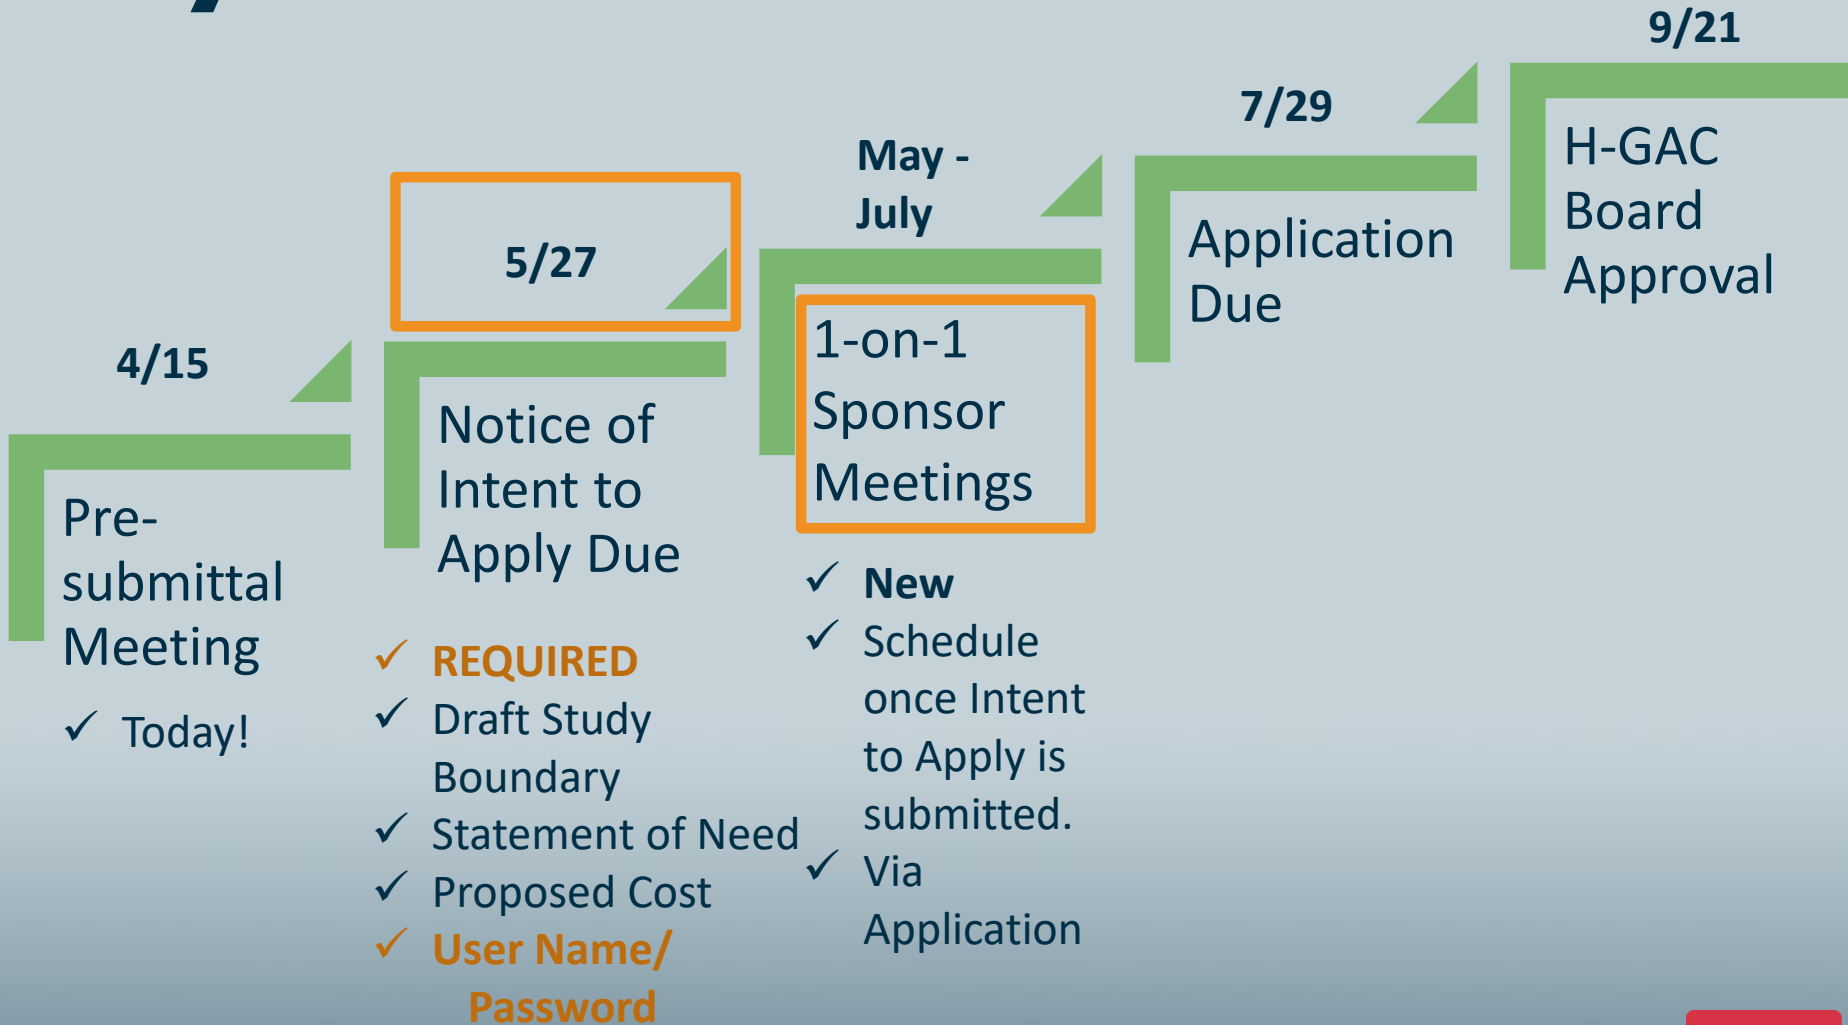 4/15
Pre-
submittal
Meeting
✓ Today!
5/27
Notice of
Intent to
Apply Due
✓ REQUIRED
✓ Draft Study
Boundary
✓ Statement of Need
✓ Proposed Cost
✓ User Name/
Password
May -
July
1-on-1
Sponsor
Meetings
✓ New
✓ Schedule
once Intent
to Apply is
submitted.
✓ Via
Application
7/29
Application
Due
9/21
H-GAC
Board
Approval